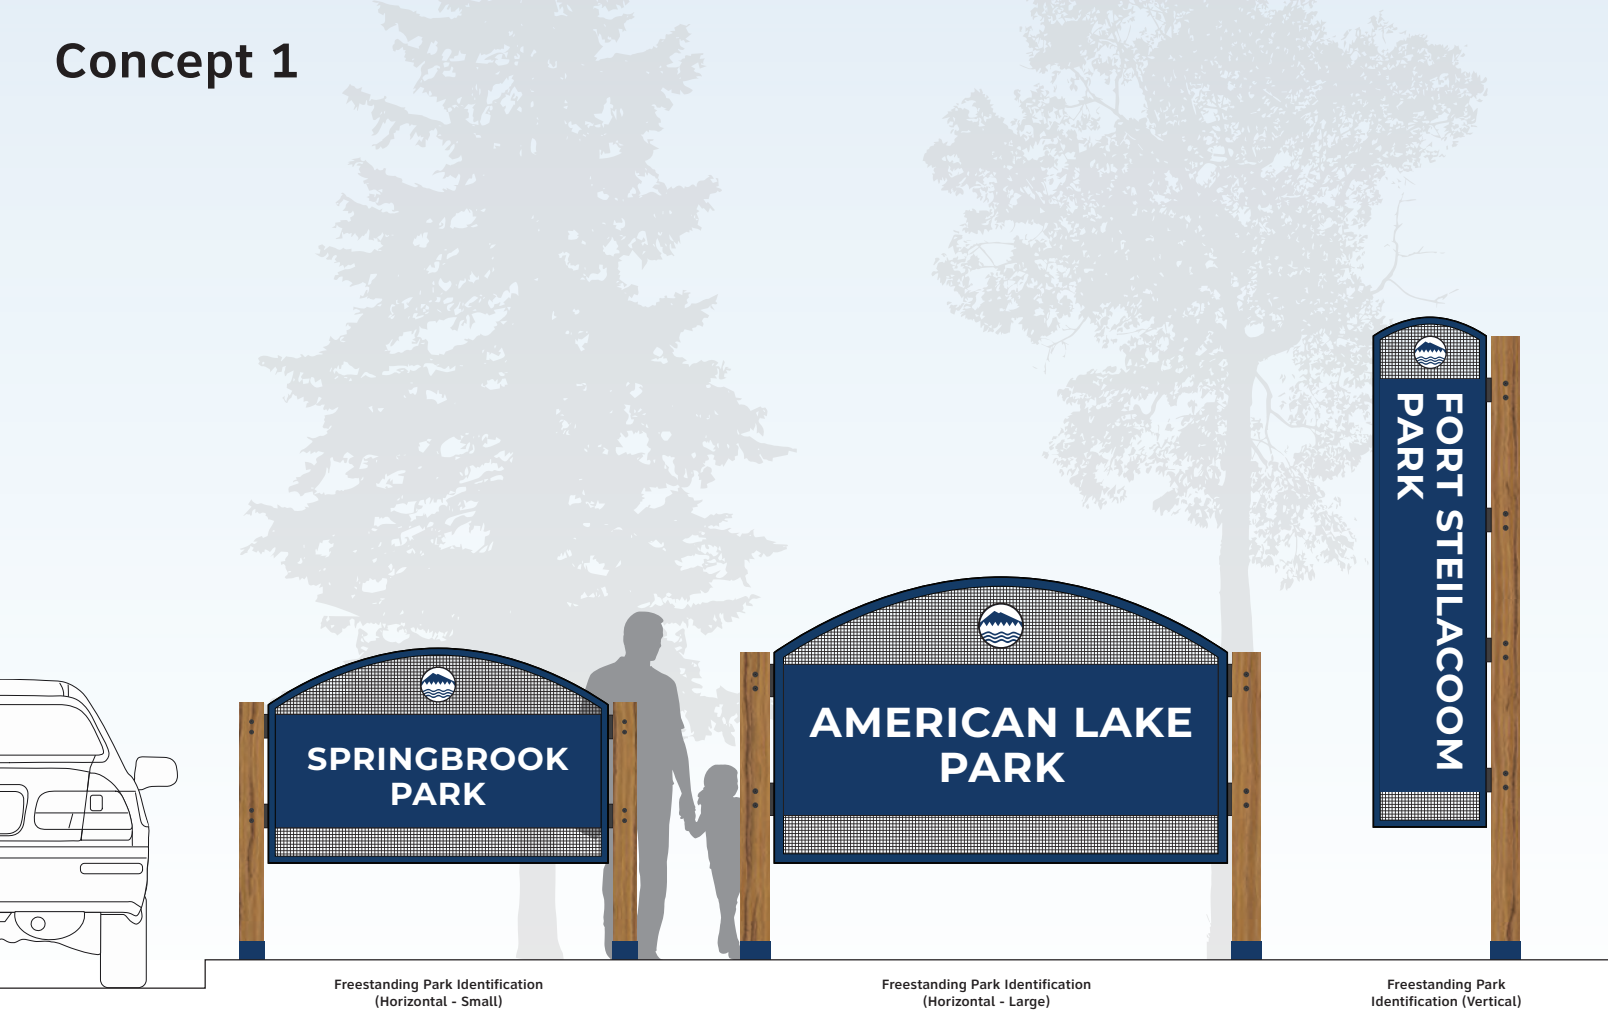 Concept 1
SPRINGBROOK
PARK
AMERICAN LAKE
PARK
FORT STEILACOOM
PARK
Freestanding Park Identification
(Horizontal - Small)
Freestanding Park Identification
(Horizontal - Large)
Freestanding Park
Identification (Vertical)